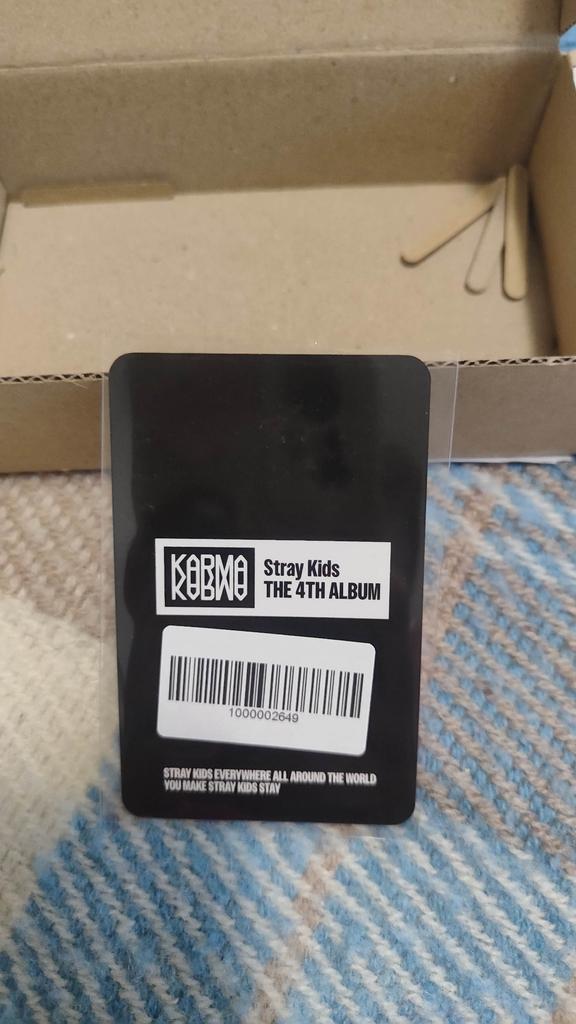 KARMA
Stray Kids
THE 4TH ALBUM
1000002649
STRAY KIDS EVERYWHERE ALL AROUND THE WORLD
YOU MAKE STRAY KIDS STAY